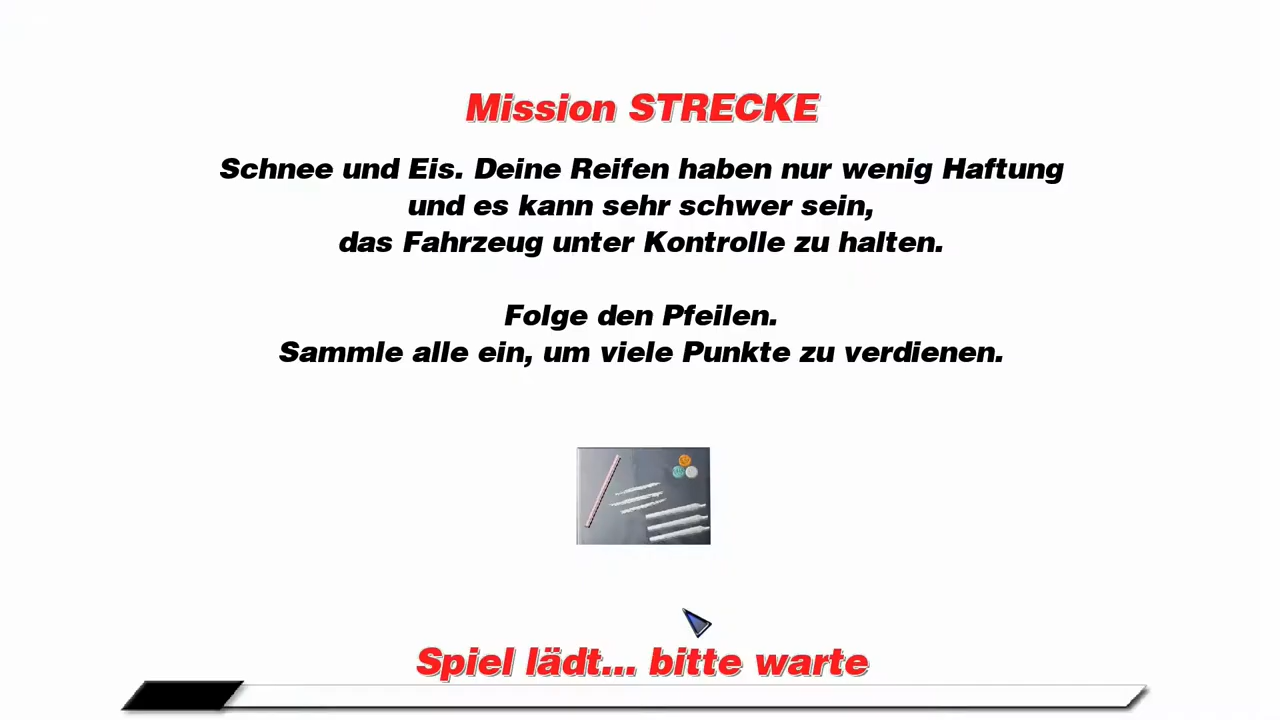 Mission STRECKE
Schnee und Eis. Deine Reifen haben nur wenig Haftung
und es kann sehr schwer sein,
das Fahrzeug unter Kontrolle zu halten.
Folge den Pfeilen.
Sammle alle ein, um viele Punkte zu verdienen.
Spiel lädt... bitte warte